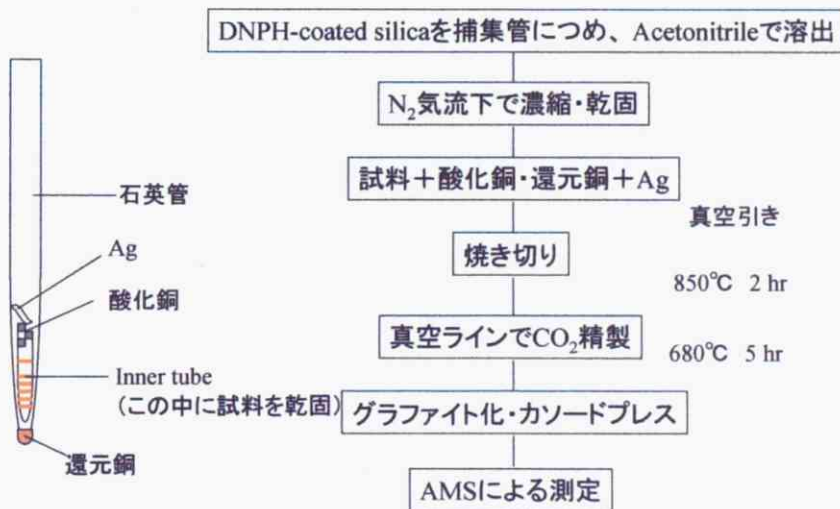 DNPH-coated silicaを捕集管につめ、Acetonitrileで溶出
N₂気流下で濃縮・乾固
試料＋酸化銅・還元銅＋Ag
真空引き
焼き切り
850℃ 2 hr
真空ラインでCO₂精製
680℃ 5 hr
グラファイト化・カソードプレス
AMSによる測定
石英管
Ag
酸化銅
Inner tube
(この中に試料を乾固)
還元銅